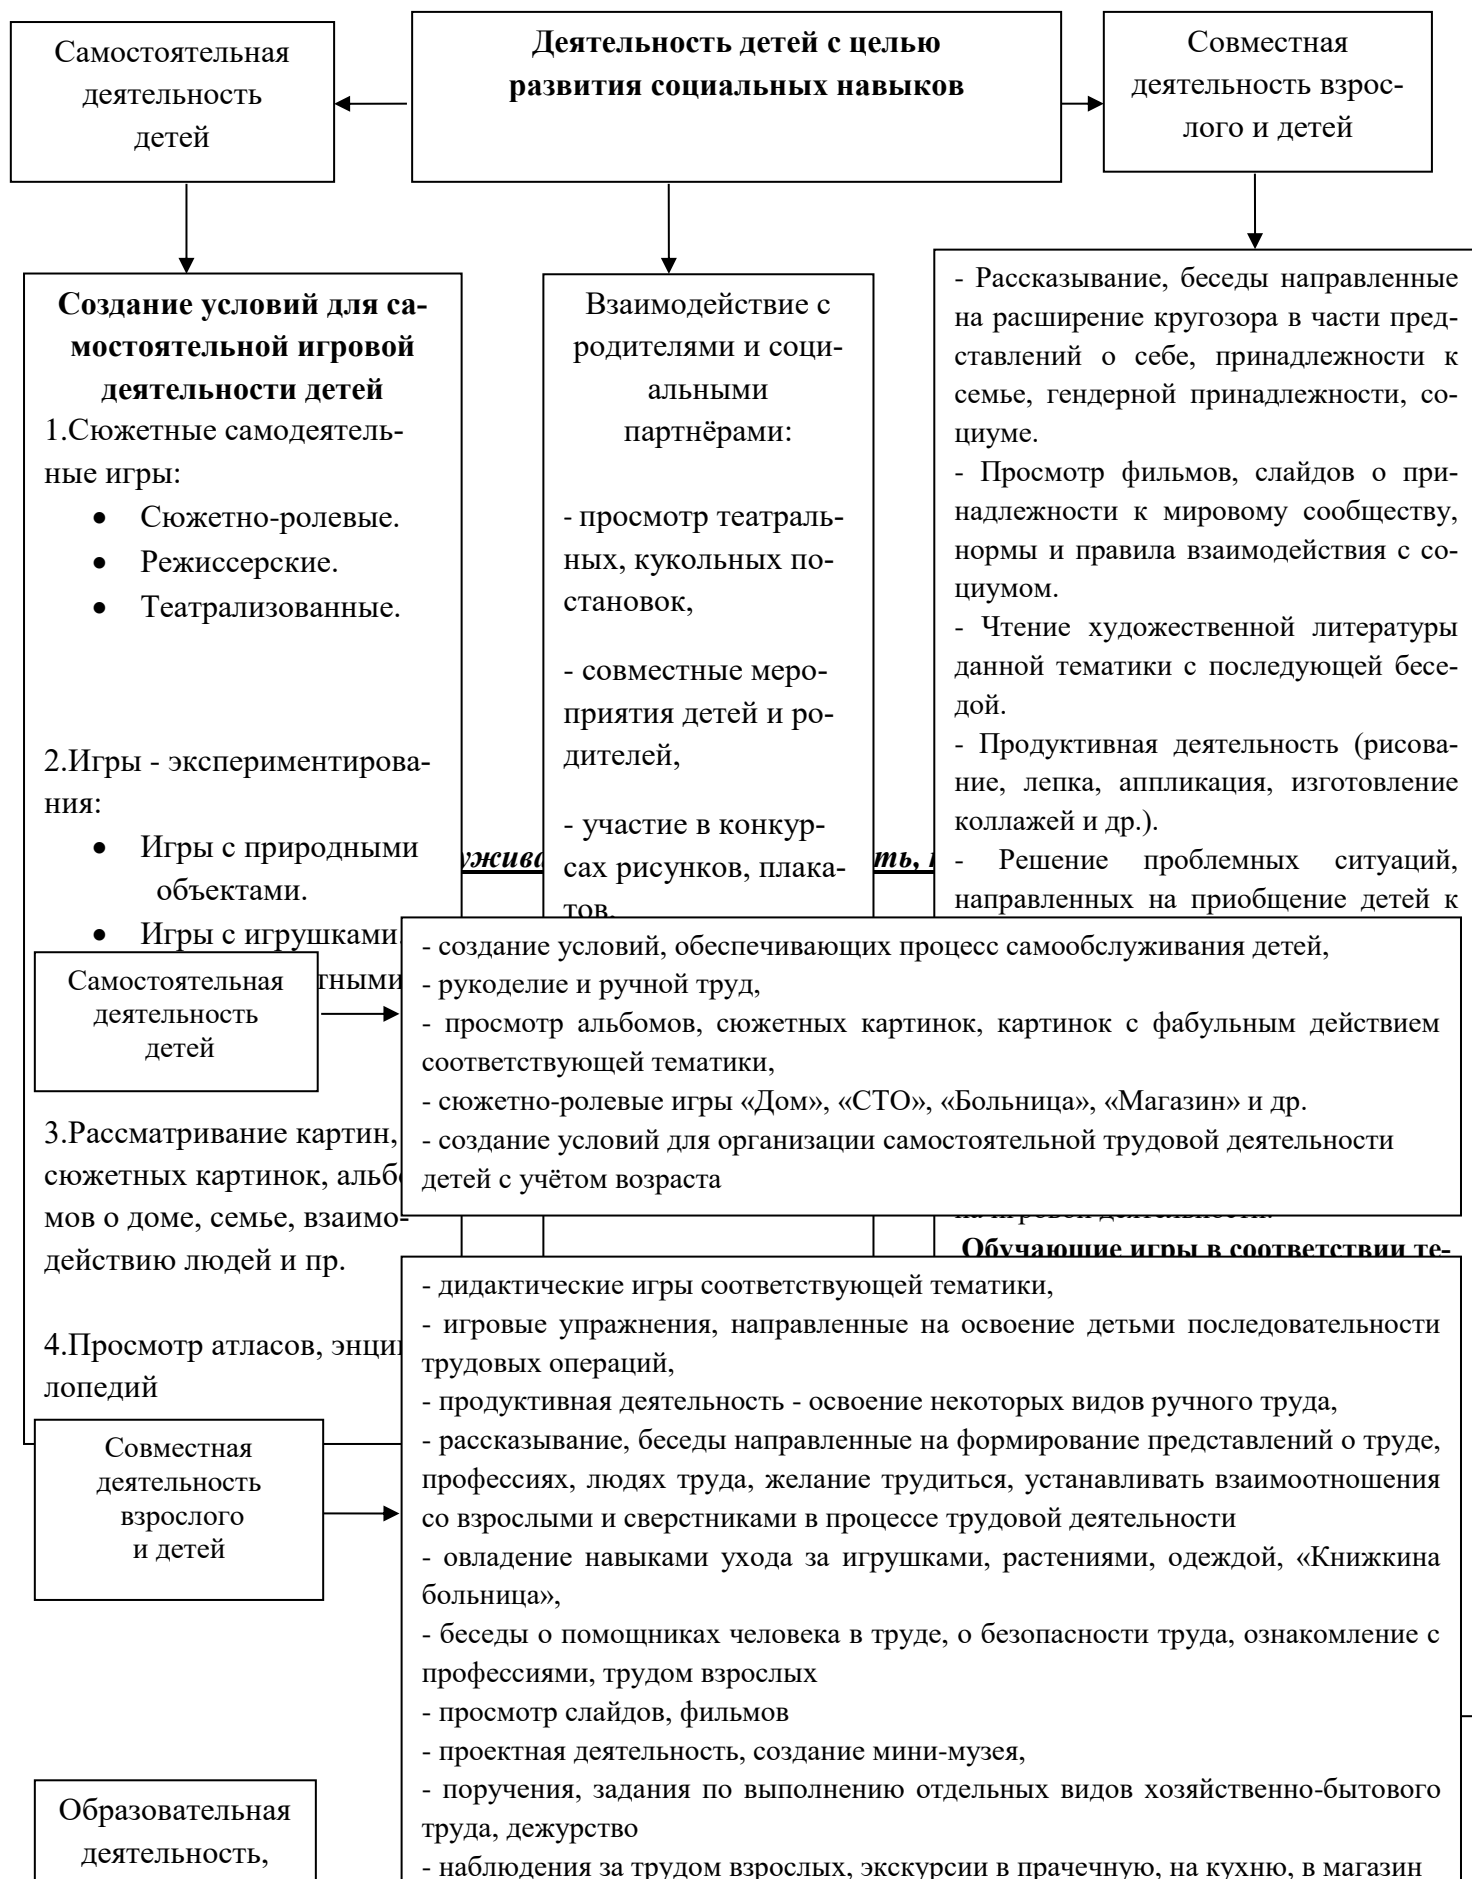 Самостоятельная
деятельность
детей
Деятельность детей с целью
развития социальных навыков
Совместная
деятельность взрос-
лого и детей
Создание условий для са-
мостоятельной игровой
деятельности детей
1.Сюжетные самодеятель-
ные игры:
• Сюжетно-ролевые.
• Режиссерские.
• Театрализованные.
2.Игры - экспериментирова-
ния:
• Игры с природными
объектами.
• Игры с игрушками.
тными
3.Рассматривание картин,
сюжетных картинок, альб
мов о доме, семье, взаимо-
действию людей и пр.
4.Просмотр атласов, энци
лопедий
Взаимодействие с
родителями и соци-
альными
партнёрами:
- просмотр театраль-
ных, кукольных по-
становок,
- совместные меро-
приятия детей и ро-
дителей,
- участие в конкур-
сах рисунков, плака-
тов.
- Рассказывание, беседы направленные
на расширение кругозора в части пред-
ставлений о себе, принадлежности к
семье, гендерной принадлежности, со-
циуме.
- Просмотр фильмов, слайдов о при-
надлежности к мировому сообществу,
нормы и правила взаимодействия с со-
циумом.
- Чтение художественной литературы
данной тематики с последующей бесе-
дой.
- Продуктивная деятельность (рисова-
ние, лепка, аппликация, изготовление
коллажей и др.).
- Решение проблемных ситуаций,
направленных на приобщение детей к
на игровой деятельности.
Обучающие игры в соответствии те-
ужива ть,
Самостоятельная
деятельность
детей
- создание условий, обеспечивающих процесс самообслуживания детей,
- рукоделие и ручной труд,
- просмотр альбомов, сюжетных картинок, картинок с фабульным действием
соответствующей тематики,
- сюжетно-ролевые игры «Дом», «СТО», «Больница», «Магазин» и др.
- создание условий для организации самостоятельной трудовой деятельности
детей с учётом возраста
Совместная
деятельность
взрослого
и детей
- дидактические игры соответствующей тематики,
- игровые упражнения, направленные на освоение детьми последовательности
трудовых операций,
- продуктивная деятельность - освоение некоторых видов ручного труда,
- рассказывание, беседы направленные на формирование представлений о труде,
профессиях, людях труда, желание трудиться, устанавливать взаимоотношения
со взрослыми и сверстниками в процессе трудовой деятельности
- овладение навыками ухода за игрушками, растениями, одеждой, «Книжкина
больница»,
- беседы о помощниках человека в труде, о безопасности труда, ознакомление с
профессиями, трудом взрослых
- просмотр слайдов, фильмов
- проектная деятельность, создание мини-музея,
- поручения, задания по выполнению отдельных видов хозяйственно-бытового
труда, дежурство
- наблюдения за трудом взрослых, экскурсии в прачечную, на кухню, в магазин
Образовательная
деятельность,